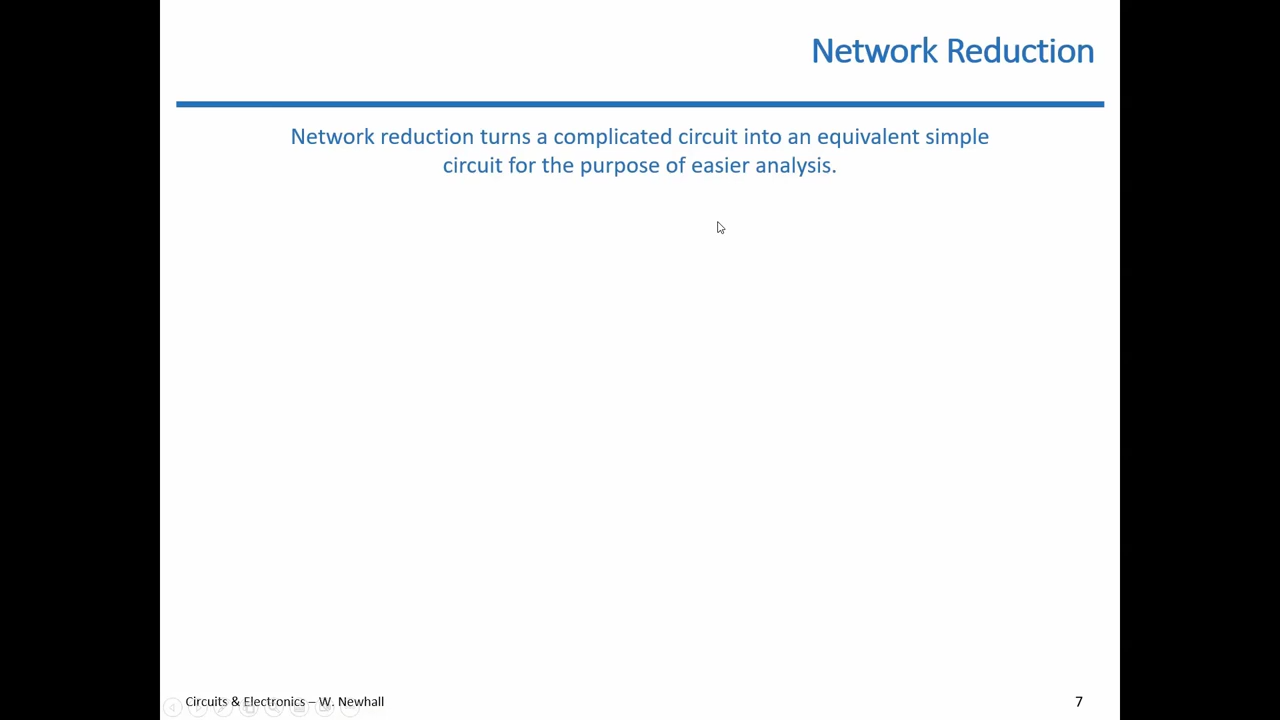 Network Reduction
Network reduction turns a complicated circuit into an equivalent simple
circuit for the purpose of easier analysis.
Circuits & Electronics – W. Newhall
7